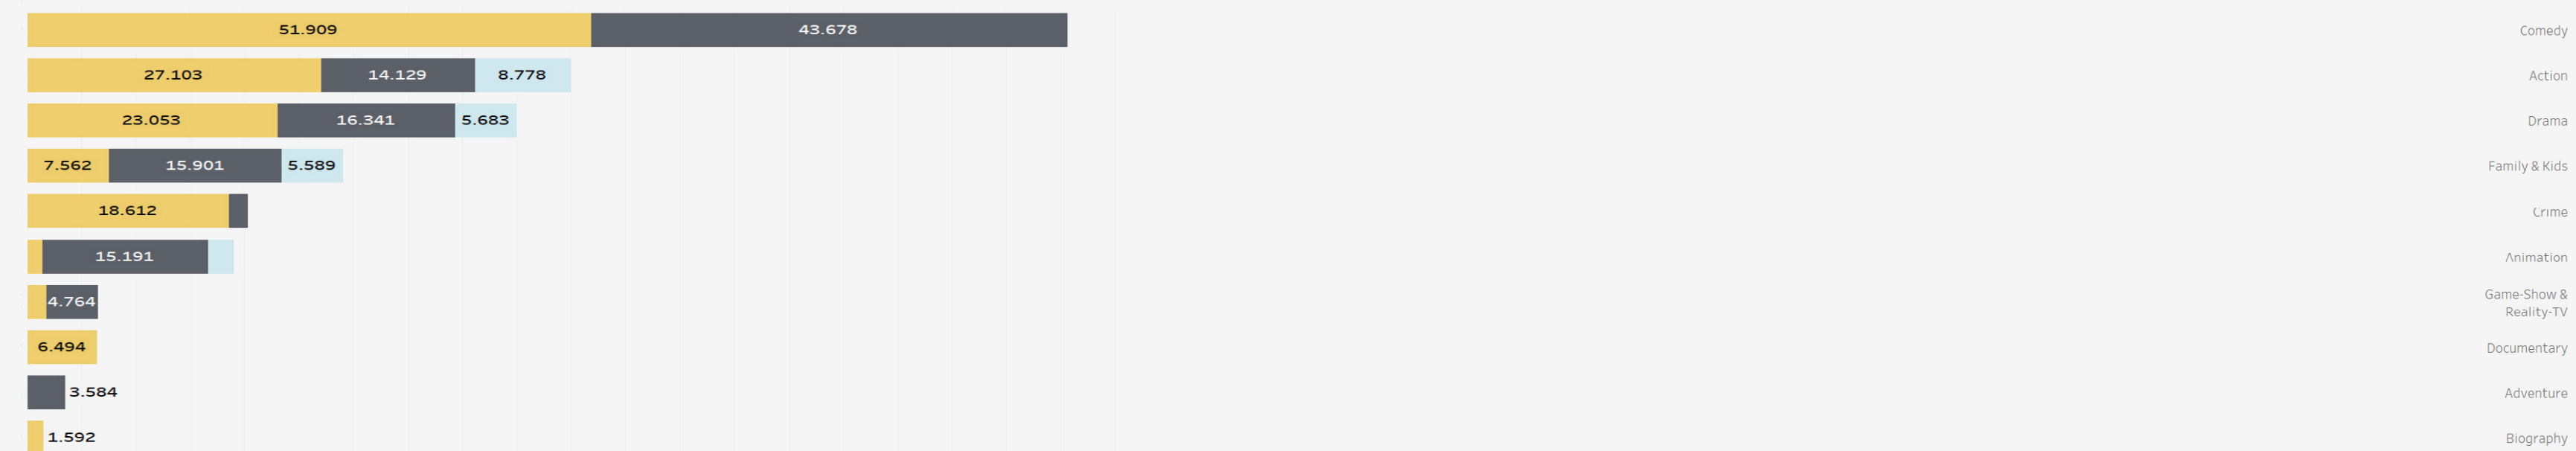 51.909 43.678 Comedy
27.103 14.129 8.778 Action
23.053 16.341 5.683 Drama
7.562 15.901 5.589 Family & Kids
18.612 Crime
15.191 Animation
4.764 Game-Show &
Reality-TV
6.494 Documentary
3.584 Adventure
1.592 Biography